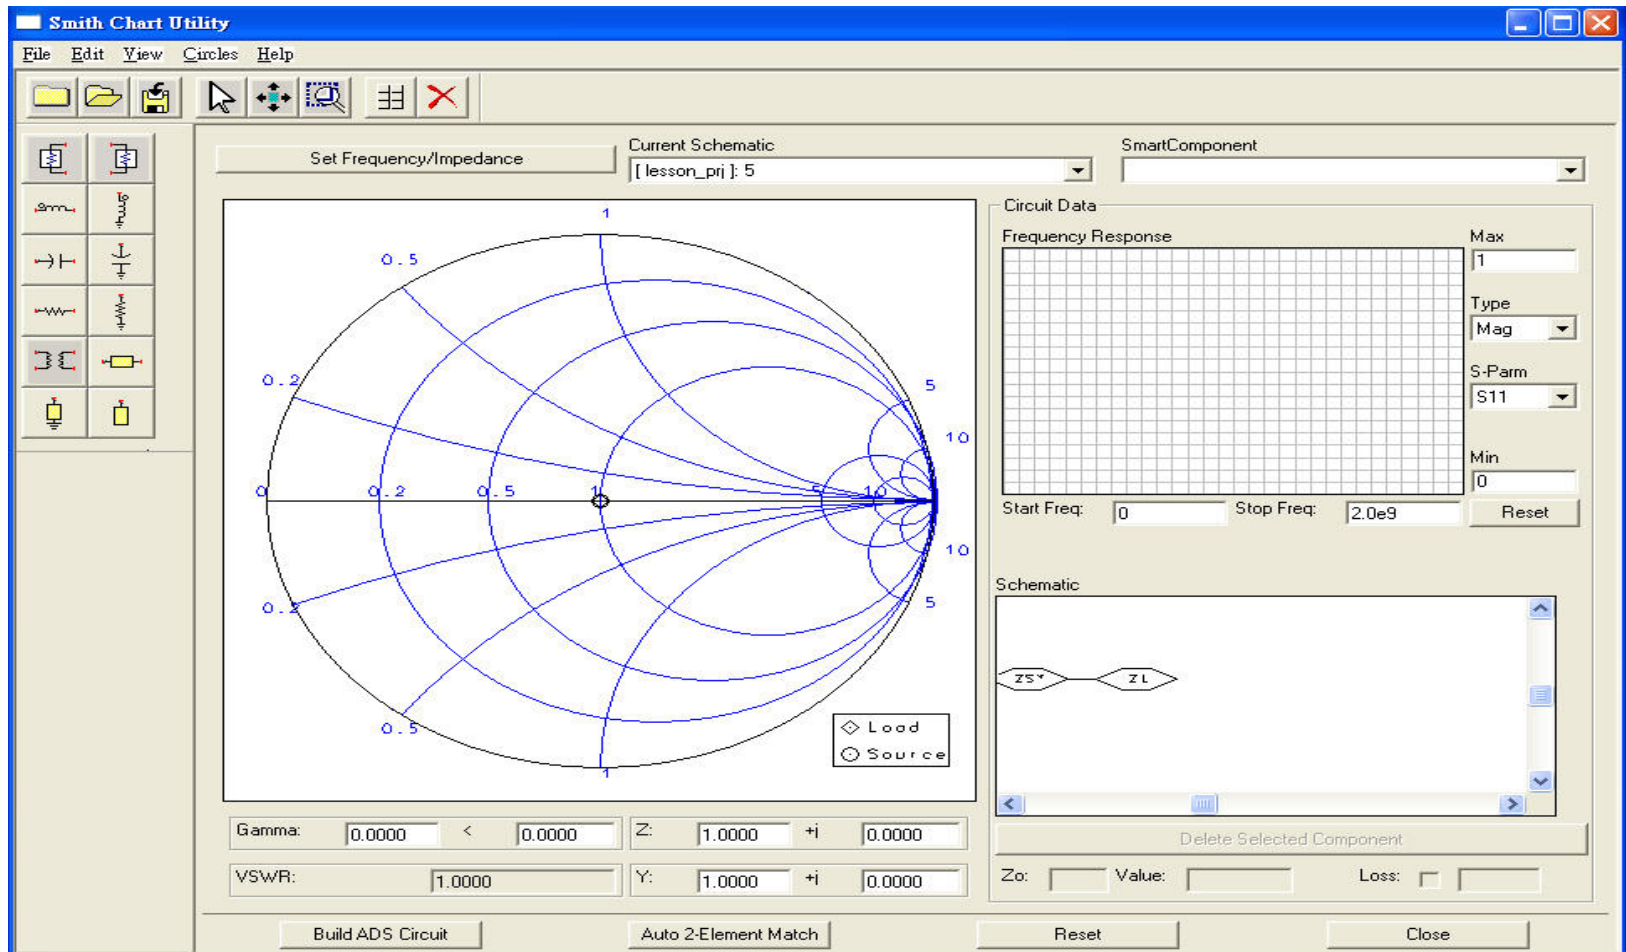 Smith Chart Utility
File Edit View Circles Help
Set Frequency/Impedance
Current Schematic
[ lesson_prj ]: 5
SmartComponent
1
0.5
0.2
5
10
0 0.2 0.5 1 5 10
10
5
0.2
0.5
1
Load
Source
Circuit Data
Frequency Response
Max
1
Type
Mag
S-Parm
S11
Min
0
Start Freq: 0 Stop Freq: 2.0e9 Reset
Schematic
ZS* ZL
Gamma: 0.0000 < 0.0000 Z: 1.0000 +j 0.0000
VSWR: 1.0000 Y: 1.0000 +j 0.0000
Delete Selected Component
Zo: Value: Loss:
Build ADS Circuit Auto 2-Element Match Reset Close